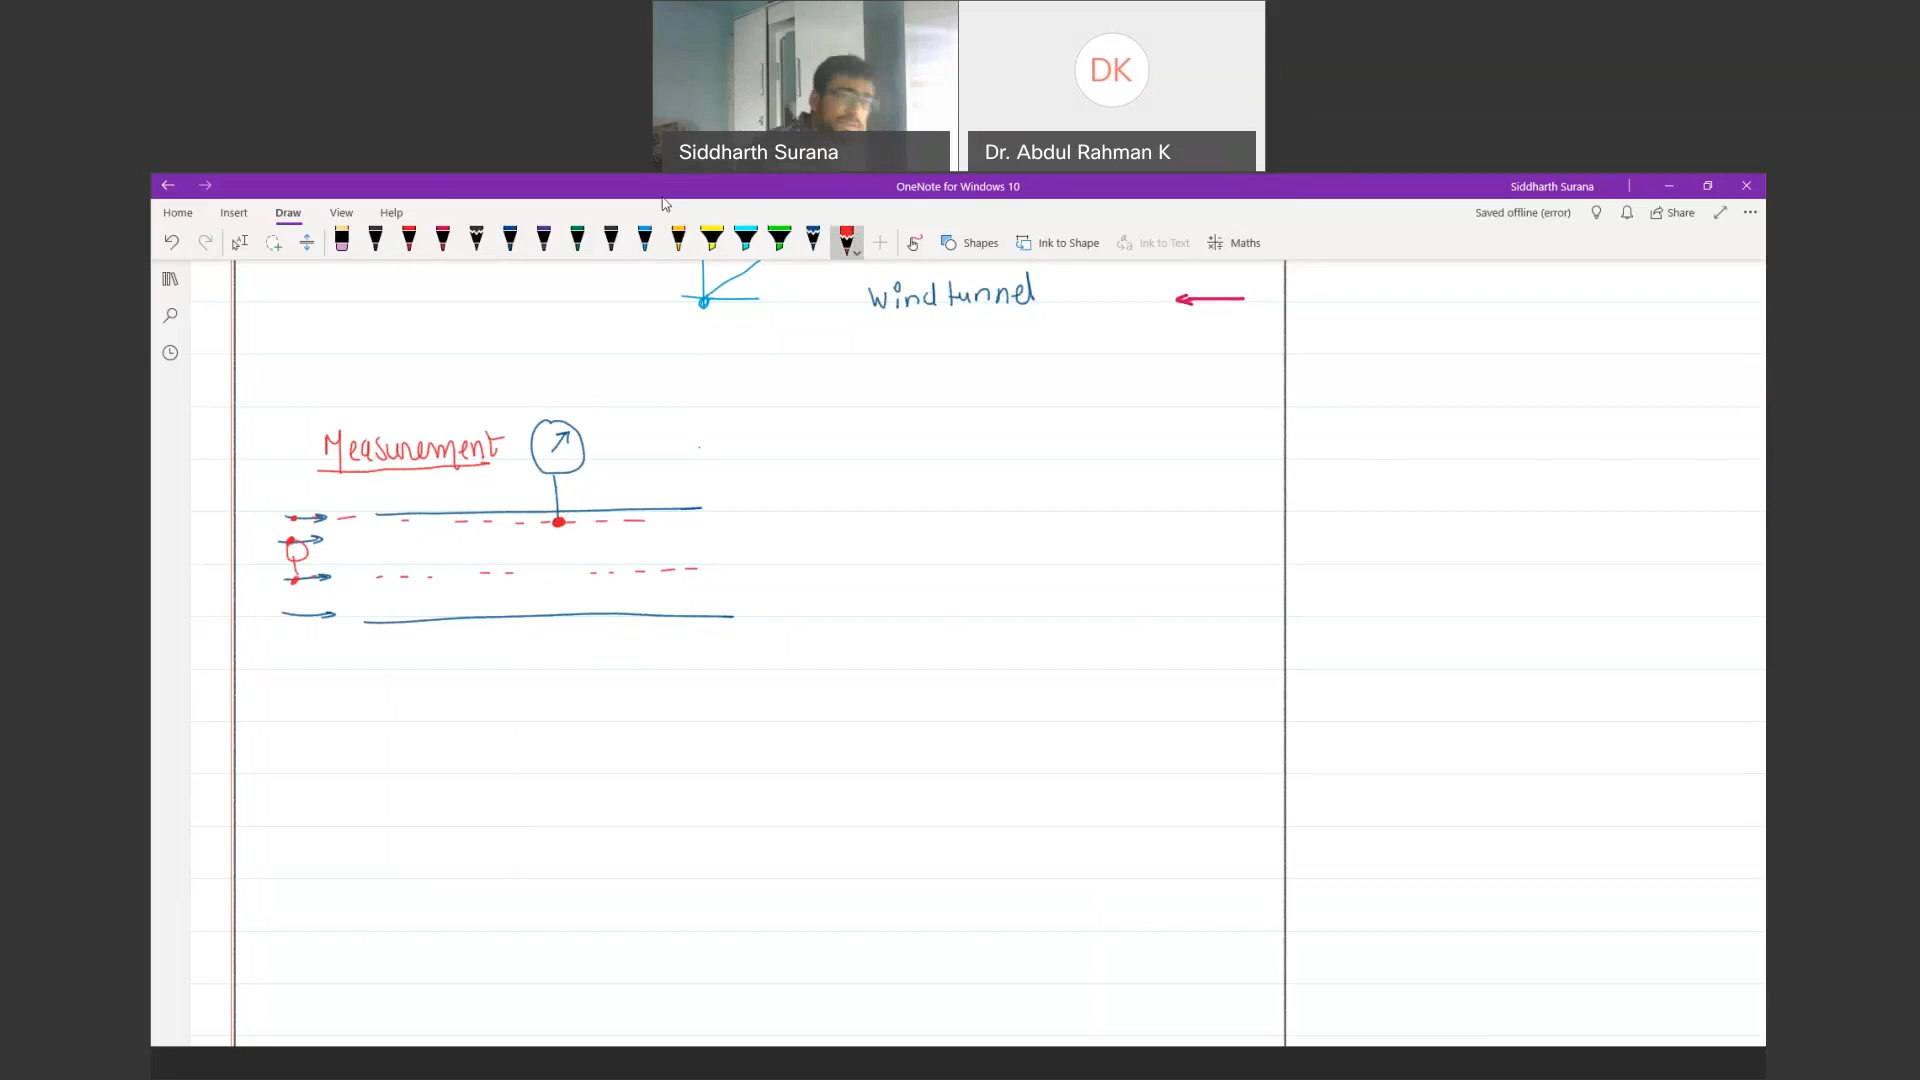 DK
Siddharth Surana
Dr. Abdul Rahman K
OneNote for Windows 10
Siddharth Surana
Home Insert Draw View Help
Saved offline (error)
Share
Shapes
Ink to Shape
Ink to Text
Maths
Wind tunnel
Measurement